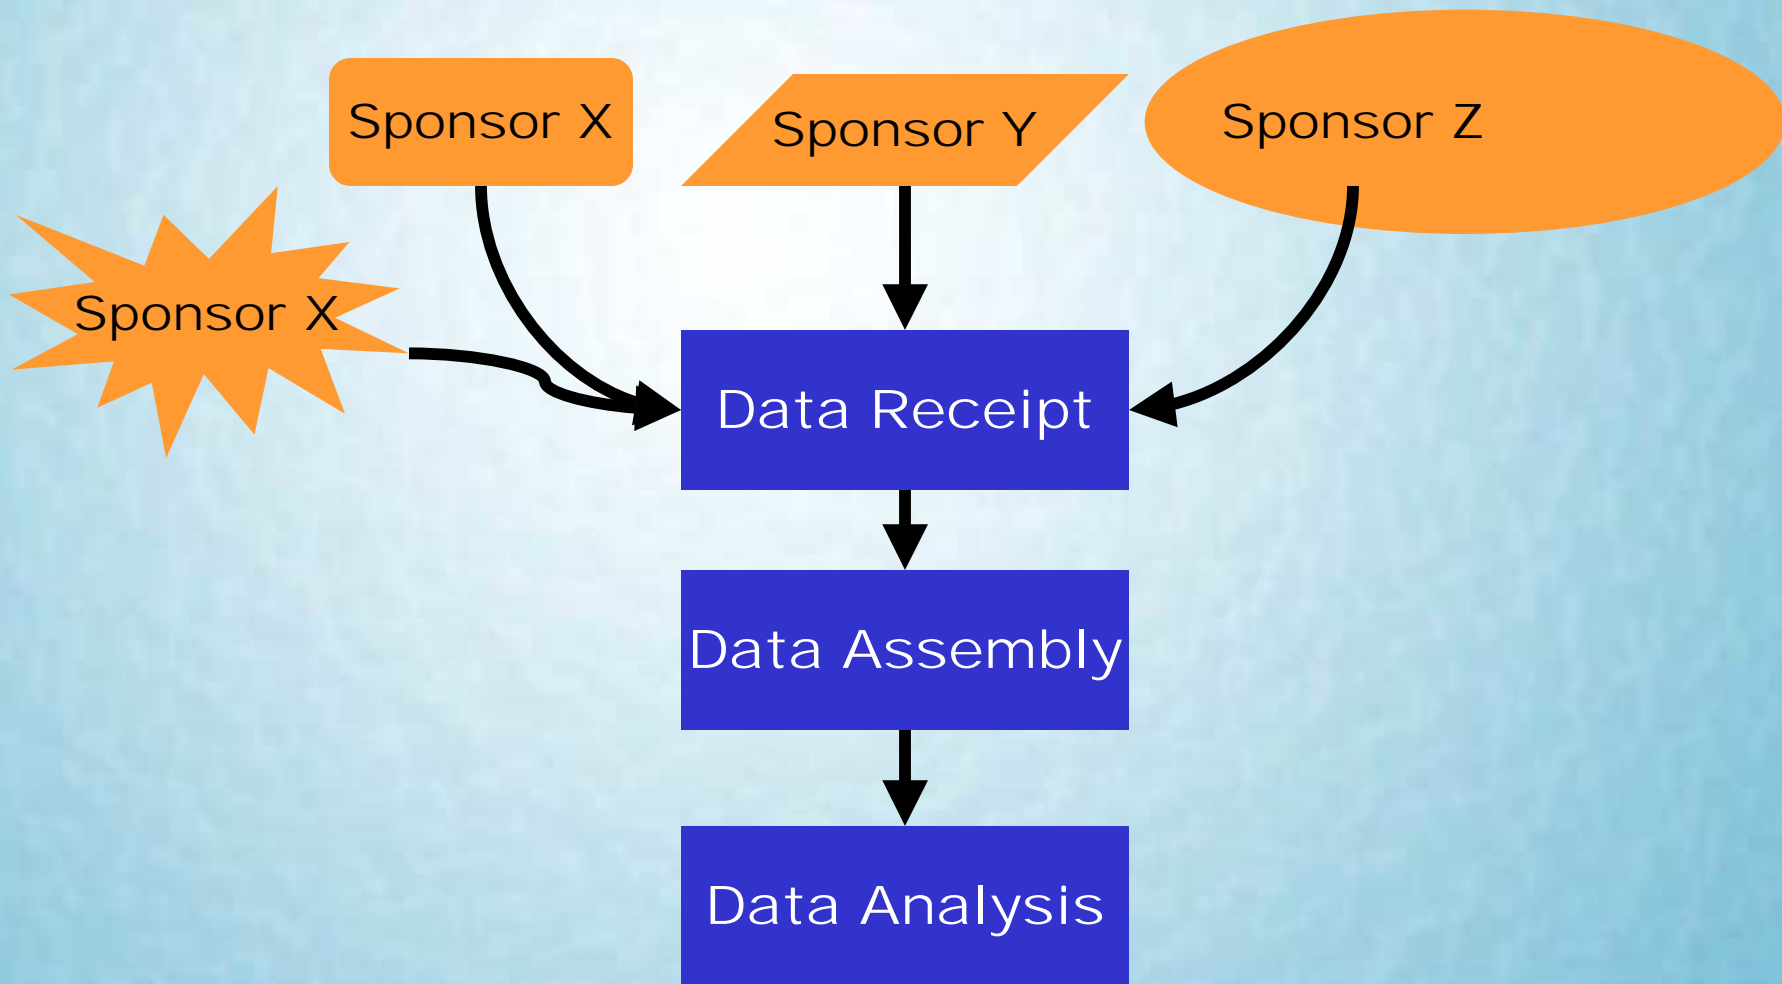 Sponsor X
Sponsor Y
Sponsor Z
Sponsor X
Data Receipt
Data Assembly
Data Analysis